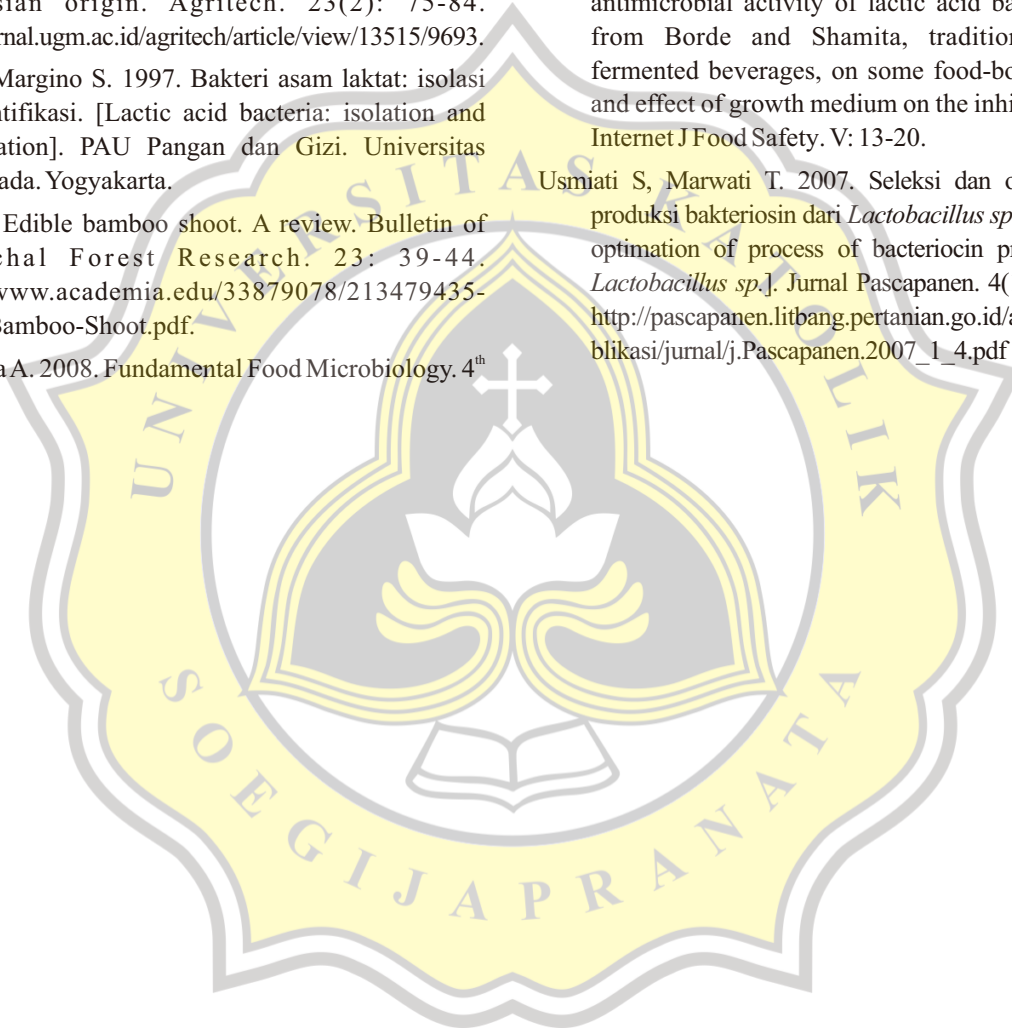 sian origin. Agritech. 23(2): 75-84.
rnal.ugm.ac.id/agritech/article/view/13515/9693.
Margino S. 1997. Bakteri asam laktat: isolasi
ntifikasi. [Lactic acid bacteria: isolation and
ation]. PAU Pangan dan Gizi. Universitas
ada. Yogyakarta.
Edible bamboo shoot. A review. Bulletin of
chal Forest Research. 23: 39-44.
www.academia.edu/33879078/213479435-
Bamboo-Shoot.pdf.
a A. 2008. Fundamental Food Microbiology. 4th
antimicrobial activity of lactic acid ba
from Borde and Shamita, tradition
fermented beverages, on some food-bo
and effect of growth medium on the inhi
Internet J Food Safety. V: 13-20.
Usmiati S, Marwati T. 2007. Seleksi dan o
produksi bakteriosin dari Lactobacillus sp
optimation of process of bacteriocin pr
Lactobacillus sp.]. Jurnal Pascapanen. 4(
http://pascapanen.litbang.pertanian.go.id/a
blikasi/jurnal/j.Pascapanen.2007_1_4.pdf
UNIVERSITAS KATOLIK
SOEGIJAPRANATA